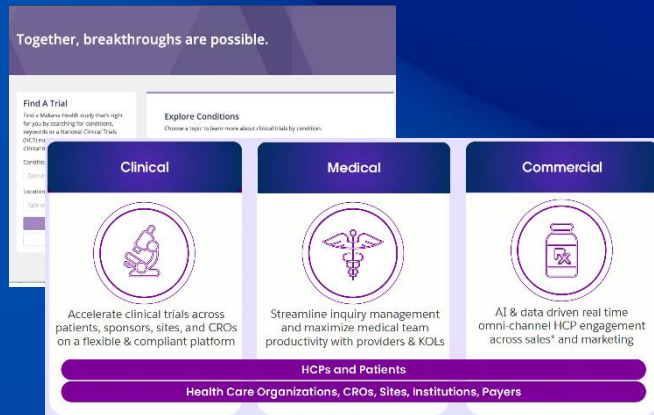 Together, breakthroughs are possible.
Find A Trial
Find a Makana Health study that's right
for you by searching for conditions,
keywords or a National Clinical Trials
(NCT)
clinical
Explore Conditions
Choose a topic to learn more about clinical trials by condition.
Location
Clinical
Accelerate clinical trials across
patients, sponsors, sites, and CROs
on a flexible & compliant platform
Medical
Streamline inquiry management
and maximize medical team
productivity with providers & KOLs
Commercial
Rx
AI & data driven real time
omni-channel HCP engagement
across sales* and marketing
HCPs and Patients
Health Care Organizations, CROs, Sites, Institutions, Payers